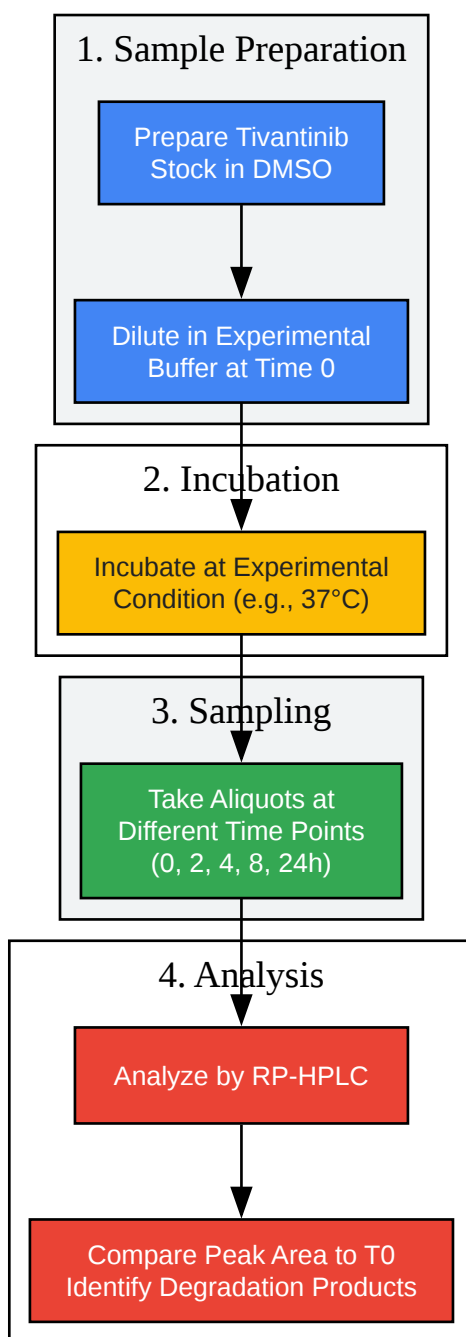 1. Sample Preparation
Prepare Tivantinib
Stock in DMSO
Dilute in Experimental
Buffer at Time 0
2. Incubation
Incubate at Experimental
Condition (e.g., 37°C)
3. Sampling
Take Aliquots at
Different Time Points
(0, 2, 4, 8, 24h)
4. Analysis
Analyze by RP-HPLC
Compare Peak Area to T0
Identify Degradation Products